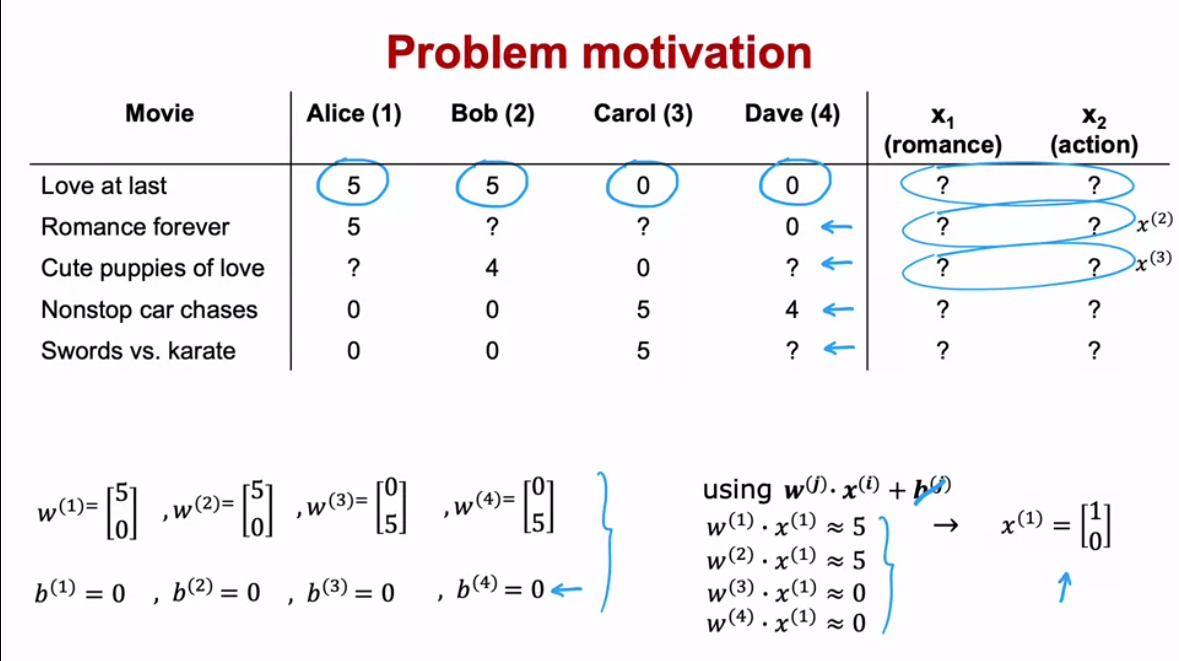 Problem motivation
Movie Alice (1) Bob (2) Carol (3) Dave (4) x₁ (romance) x₂ (action)
Love at last 5 5 0 0 ? ?
Romance forever 5 ? ? 0 ← ? ? x⁽²⁾
Cute puppies of love ? 4 0 ? ← ? ? x⁽³⁾
Nonstop car chases 0 0 5 4 ← ? ?
Swords vs. karate 0 0 5 ? ← ? ?
w⁽¹⁾= [5 0] , w⁽²⁾= [5 0] , w⁽³⁾= [0 5] , w⁽⁴⁾= [0 5]
b⁽¹⁾ = 0 , b⁽²⁾ = 0 , b⁽³⁾ = 0 , b⁽⁴⁾ = 0 ←
using w⁽ʲ⁾ · x⁽ⁱ⁾ + b⁽ʲ⁾
w⁽¹⁾ · x⁽¹⁾ ≈ 5 → x⁽¹⁾ = [1 0]
w⁽²⁾ · x⁽¹⁾ ≈ 5
w⁽³⁾ · x⁽¹⁾ ≈ 0
w⁽⁴⁾ · x⁽¹⁾ ≈ 0